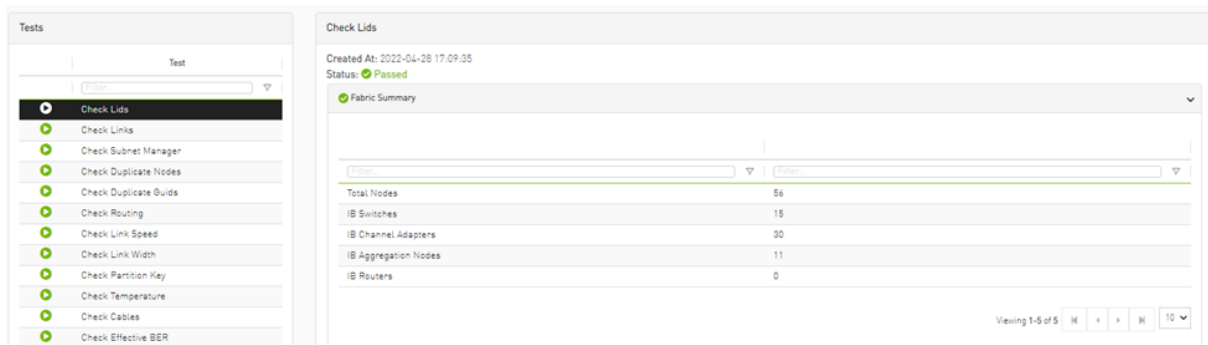 Tests
Test
Filter...
Check Lids
Check Links
Check Subnet Manager
Check Duplicate Nodes
Check Duplicate Guids
Check Routing
Check Link Speed
Check Link Width
Check Partition Key
Check Temperature
Check Cables
Check Effective BER
Check Lids
Created At: 2022-04-28 17:09:35
Status: Passed
Fabric Summary
Filter... Filter...
Total Nodes 56
IB Switches 15
IB Channel Adapters 30
IB Aggregation Nodes 11
IB Routers 0
Viewing 1-5 of 5 10